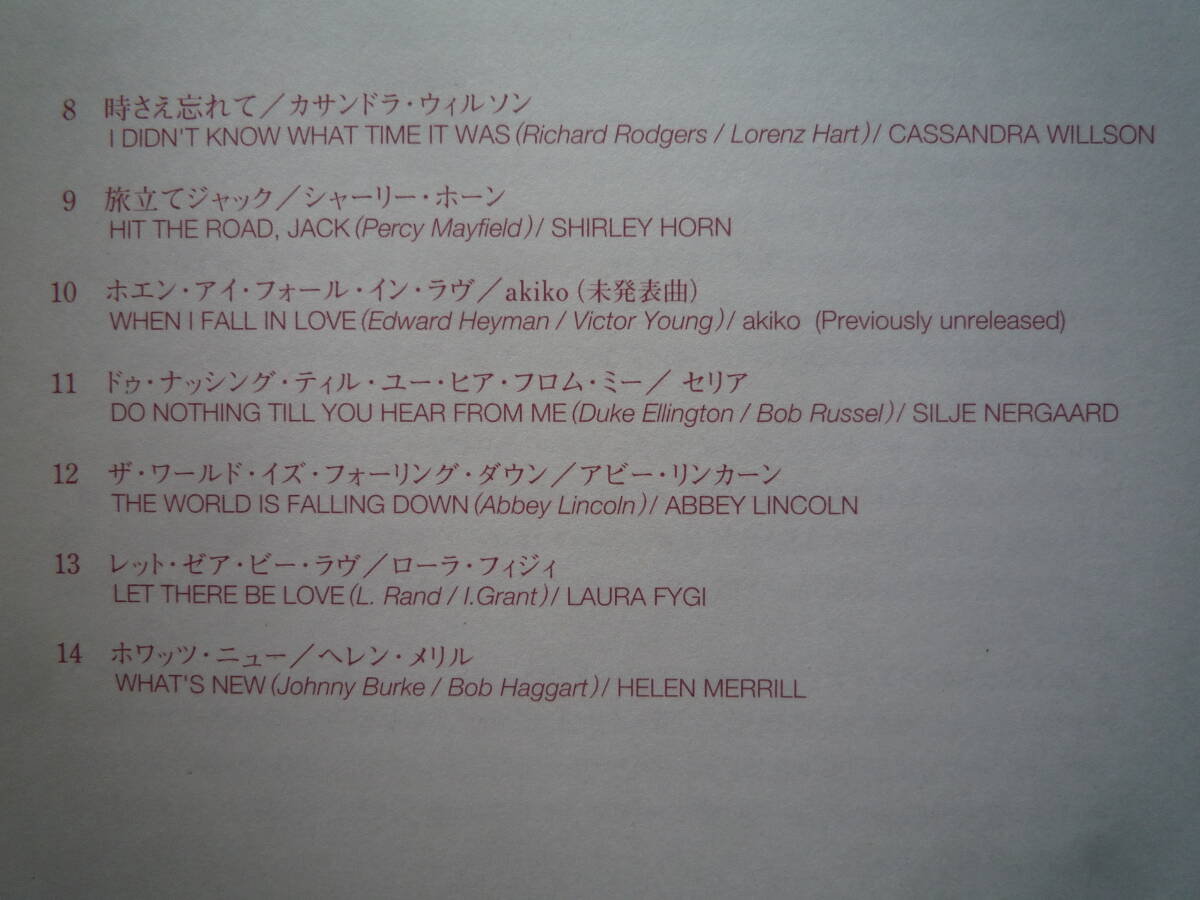 8 時さえ忘れて／カサンドラ・ウィルソン
I DIDN'T KNOW WHAT TIME IT WAS (Richard Rodgers / Lorenz Hart) / CASSANDRA WILLSON
9 旅立てジャック／シャーリー・ホーン
HIT THE ROAD, JACK (Percy Mayfield) / SHIRLEY HORN
10 ホエン・アイ・フォール・イン・ラヴ／akiko (未発表曲)
WHEN I FALL IN LOVE (Edward Heyman / Victor Young) / akiko (Previously unreleased)
11 ドゥ・ナッシング・ティル・ユー・ヒア・フロム・ミー／ セリア
DO NOTHING TILL YOU HEAR FROM ME (Duke Ellington / Bob Russel) / SILJE NERGAARD
12 ザ・ワールド・イズ・フォーリング・ダウン／アビー・リンカーン
THE WORLD IS FALLING DOWN (Abbey Lincoln) / ABBEY LINCOLN
13 レット・ゼア・ビー・ラヴ／ローラ・フィジィ
LET THERE BE LOVE (L. Rand / I.Grant) / LAURA FYGI
14 ホワッツ・ニュー／ヘレン・メリル
WHAT'S NEW (Johnny Burke / Bob Haggart) / HELEN MERRILL